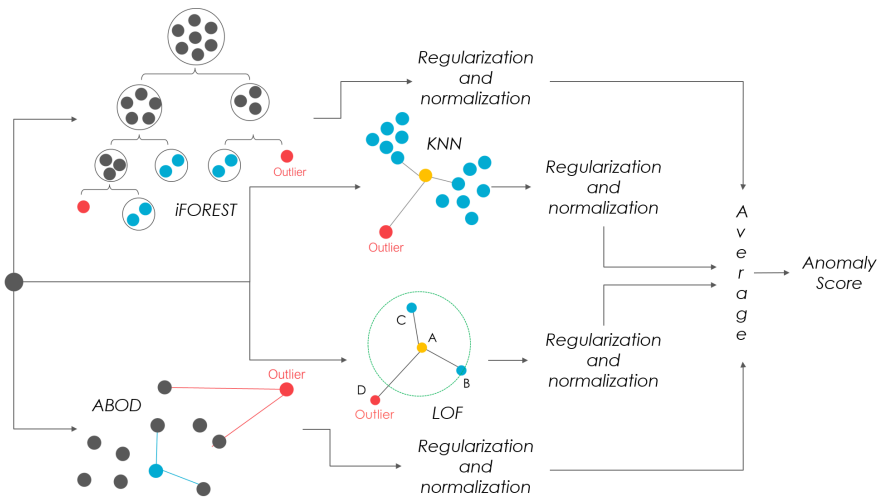 Regularization
and
normalization
KNN
Outlier
iFOREST
Outlier
Regularization
and
normalization
A
v
e
r
a
g
e
Anomaly
Score
C
A
B
D
Outlier
LOF
Regularization
and
normalization
Outlier
ABOD
Regularization
and
normalization